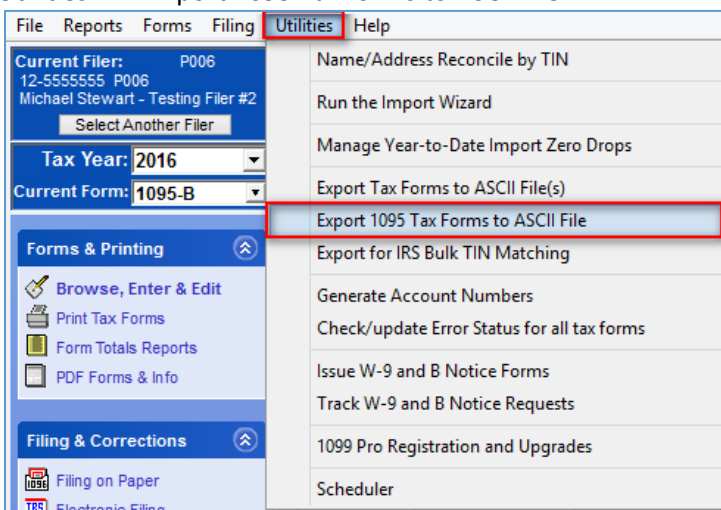 File Reports Forms Filing Utilities Help
Current Filer: P006
12-5555555 P006
Michael Stewart - Testing Filer #2
Select Another Filer
Tax Year: 2016
Current Form: 1095-B
Forms & Printing
Browse, Enter & Edit
Print Tax Forms
Form Totals Reports
PDF Forms & Info
Filing & Corrections
1096 Filing on Paper
IRS Electronic Filing
Name/Address Reconcile by TIN
Run the Import Wizard
Manage Year-to-Date Import Zero Drops
Export Tax Forms to ASCII File(s)
Export 1095 Tax Forms to ASCII File
Export for IRS Bulk TIN Matching
Generate Account Numbers
Check/update Error Status for all tax forms
Issue W-9 and B Notice Forms
Track W-9 and B Notice Requests
1099 Pro Registration and Upgrades
Scheduler